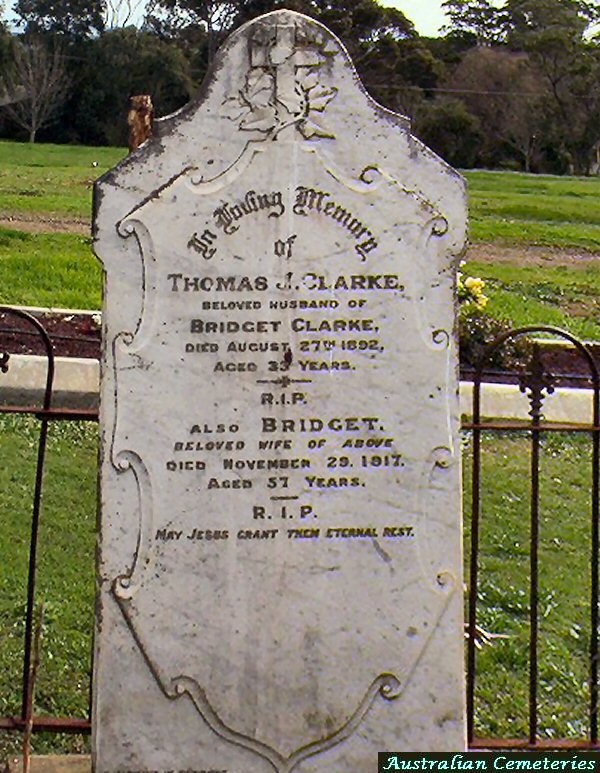 In Loving Memory
of
THOMAS J. CLARKE,
BELOVED HUSBAND OF
BRIDGET CLARKE,
DIED AUGUST 27TH 1892,
AGED 33 YEARS.
R.I.P.
ALSO BRIDGET.
BELOVED WIFE OF ABOVE
DIED NOVEMBER 29. 1917.
AGED 57 YEARS.
R. I. P.
MAY JESUS GRANT THEM ETERNAL REST.
Australian Cemeteries